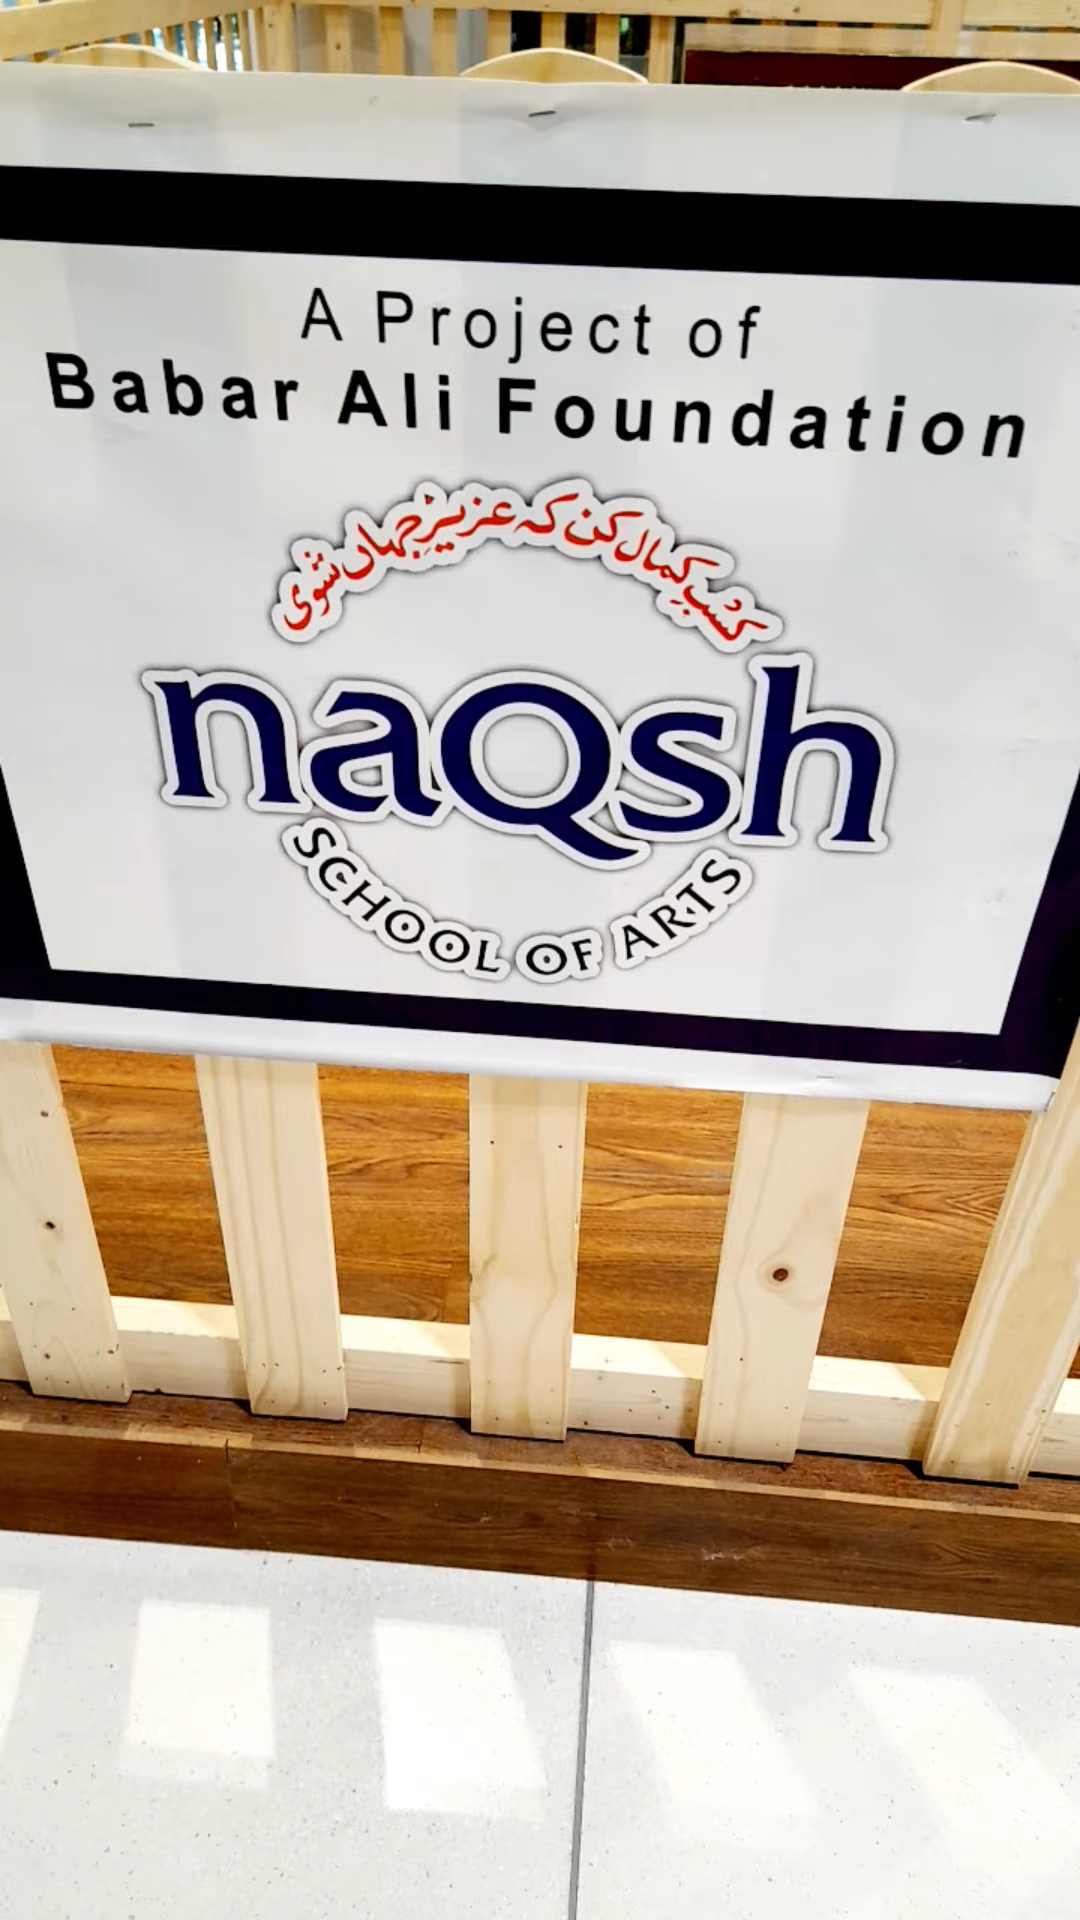 A Project of
Babar Ali Foundation
کسبِ کمال کن کہ عزیزِ جہاں شوی
naQsh
SCHOOL OF ARTS